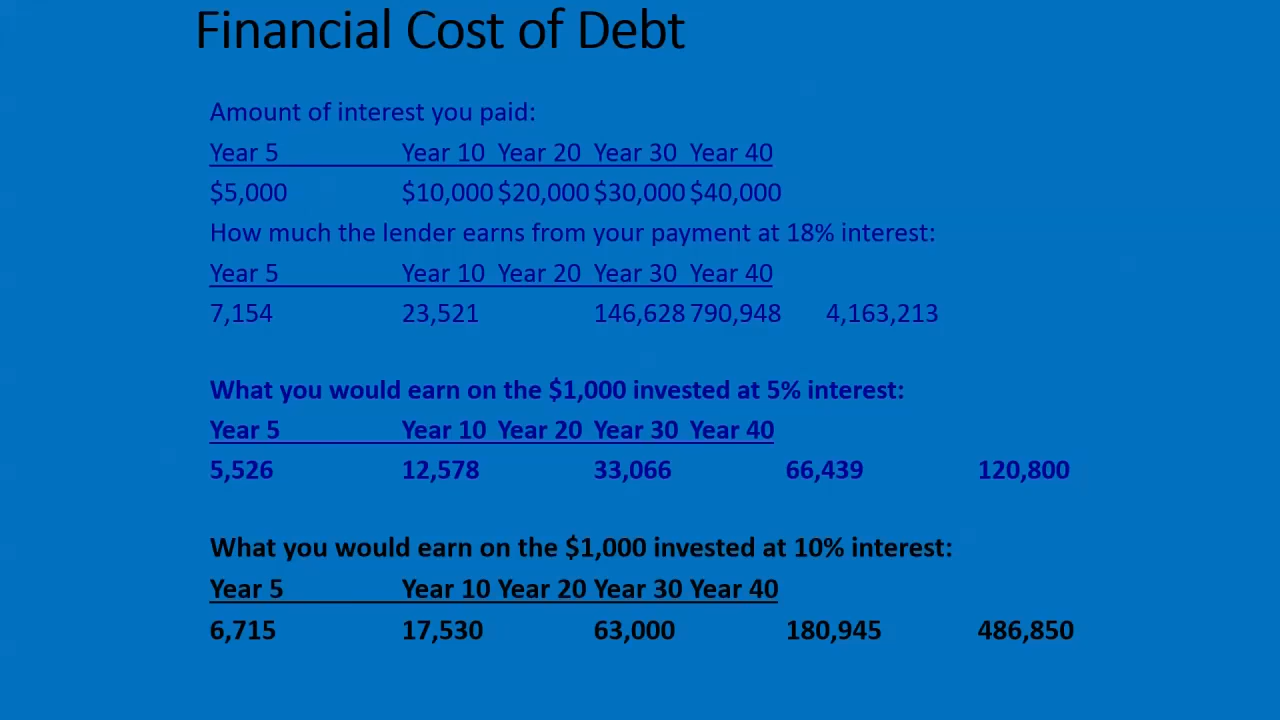 Financial Cost of Debt
Amount of interest you paid:
Year 5 Year 10 Year 20 Year 30 Year 40
$5,000 $10,000 $20,000 $30,000 $40,000
How much the lender earns from your payment at 18% interest:
Year 5 Year 10 Year 20 Year 30 Year 40
7,154 23,521 146,628 790,948 4,163,213
What you would earn on the $1,000 invested at 5% interest:
Year 5 Year 10 Year 20 Year 30 Year 40
5,526 12,578 33,066 66,439 120,800
What you would earn on the $1,000 invested at 10% interest:
Year 5 Year 10 Year 20 Year 30 Year 40
6,715 17,530 63,000 180,945 486,850